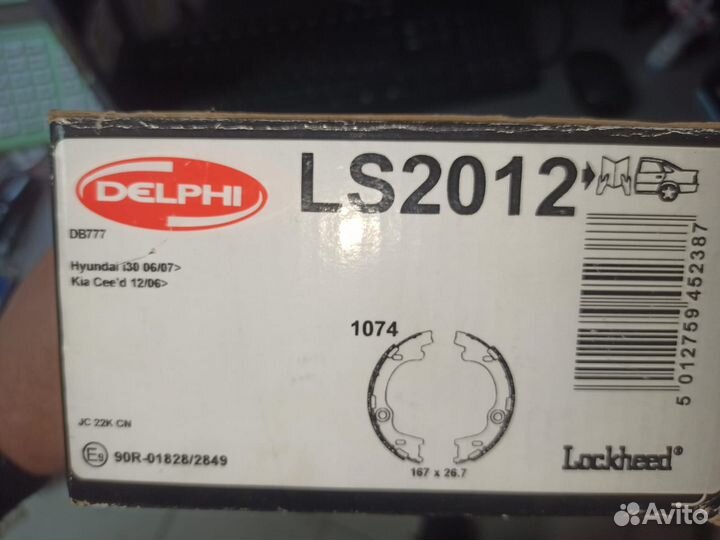 DELPHI
LS2012
DB777
Hyundai i30 06/07>
Kia Cee'd 12/06>
1074
JC 22K CN
E9 90R-01828/2849
167 x 26.7
Lockheed®
5 012759 452387
Avito